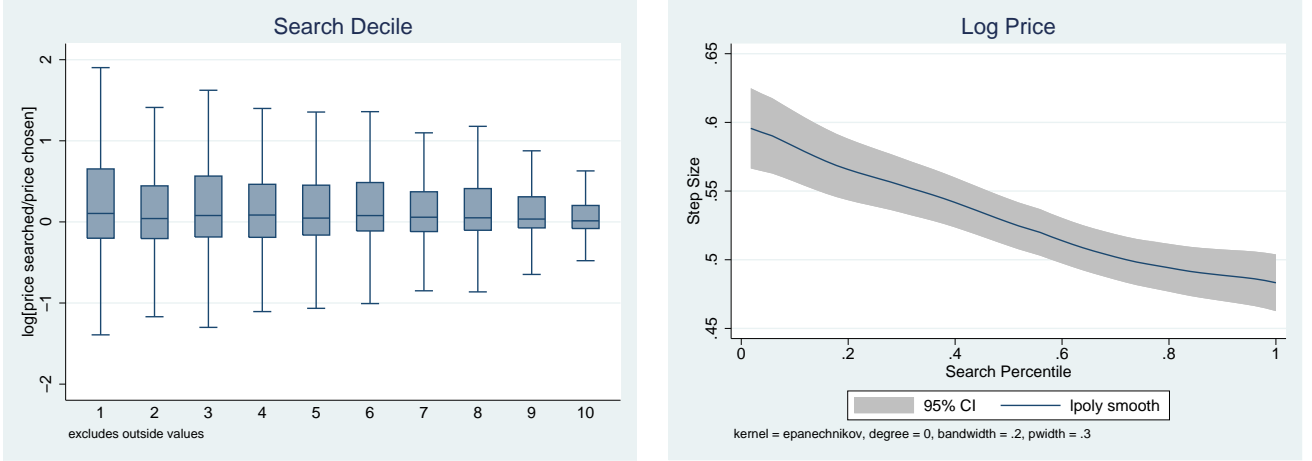 Search Decile
log[price searched/price chosen]
2
1
0
−1
−2
1 2 3 4 5 6 7 8 9 10
excludes outside values
Log Price
Step Size
.65
.6
.55
.5
.45
0 .2 .4 .6 .8 1
Search Percentile
95% CI lpoly smooth
kernel = epanechnikov, degree = 0, bandwidth = .2, pwidth = .3